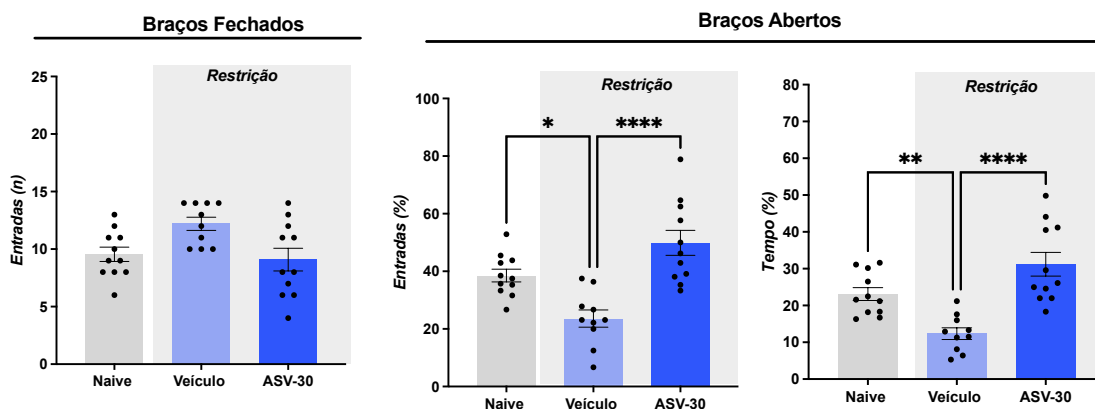 Braços Fechados
Restrição
25
20
15
10
5
0
Entradas (n)
Naive
Veículo
ASV-30
Braços Abertos
Restrição
100
80
60
40
20
0
Entradas (%)
*
****
Naive
Veículo
ASV-30
Restrição
80
70
60
50
40
30
20
10
0
Tempo (%)
**
****
Naive
Veículo
ASV-30